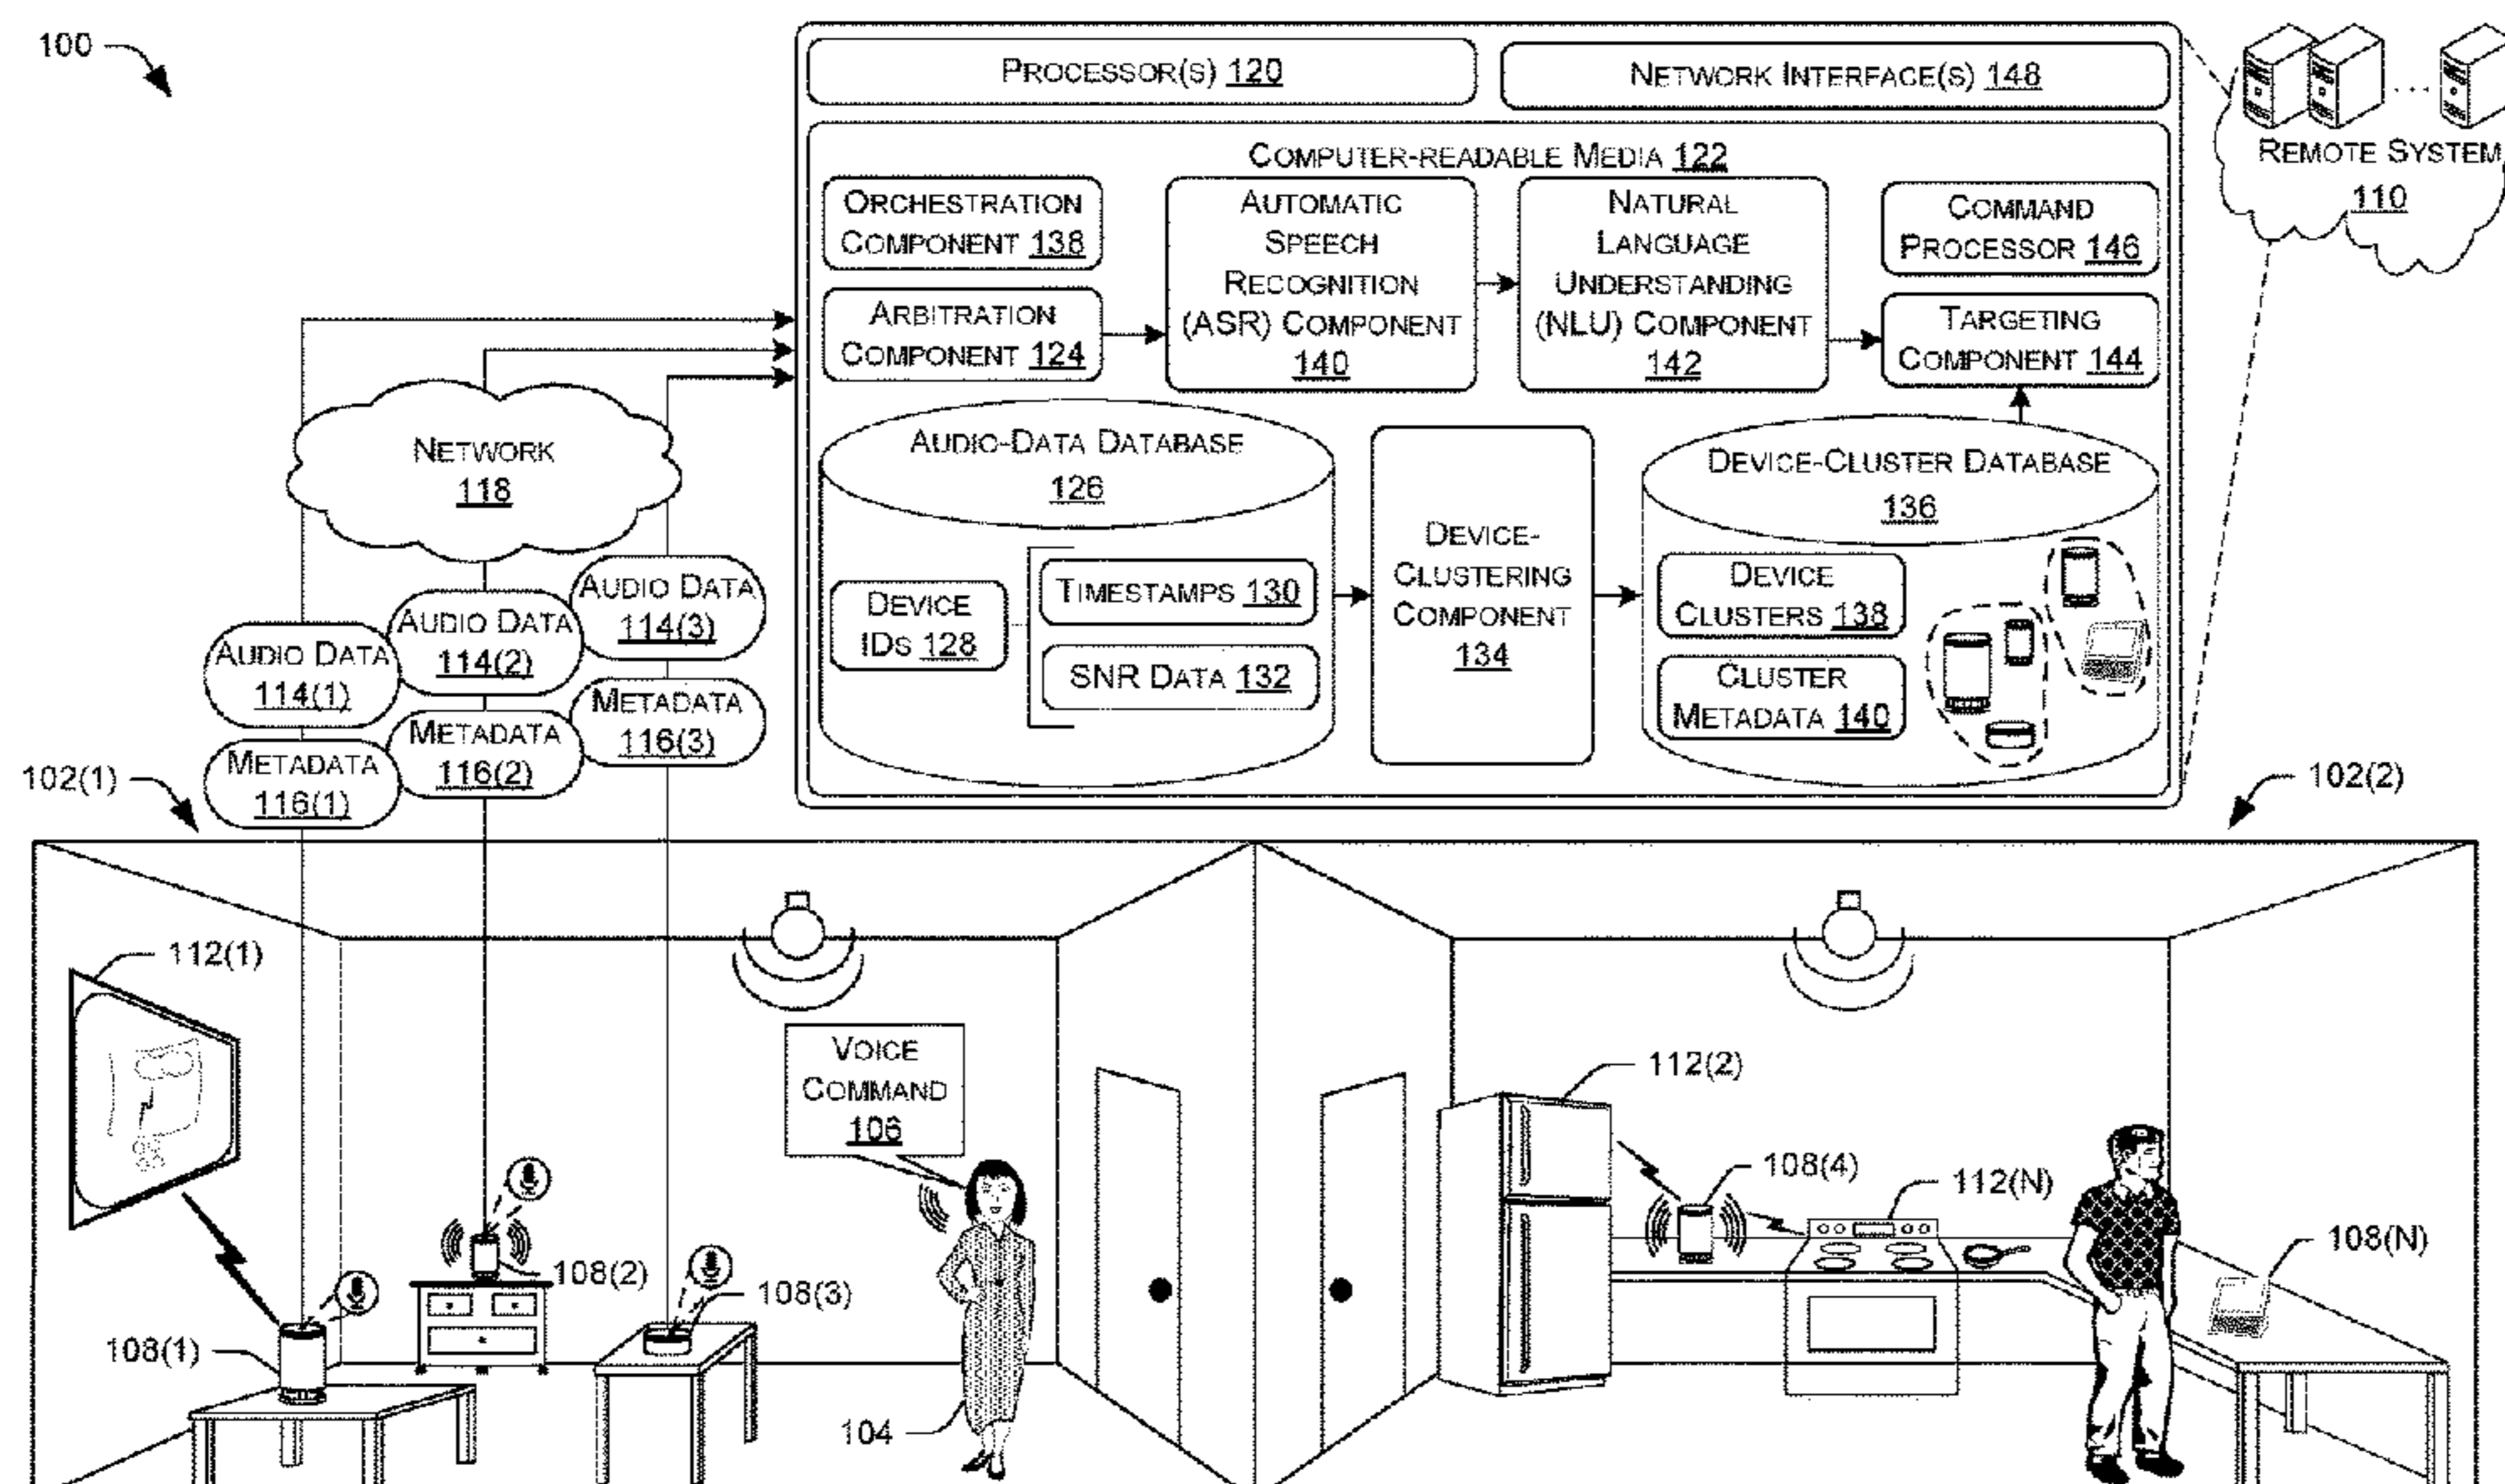 100
PROCESSOR(S) 120
NETWORK INTERFACE(S) 148
REMOTE SYSTEM
110
COMPUTER-READABLE MEDIA 122
ORCHESTRATION
COMPONENT 138
ARBITRATION
COMPONENT 124
AUTOMATIC
SPEECH
RECOGNITION
(ASR) COMPONENT
140
NATURAL
LANGUAGE
UNDERSTANDING
(NLU) COMPONENT
142
COMMAND
PROCESSOR 146
TARGETING
COMPONENT 144
NETWORK
118
AUDIO-DATA DATABASE
126
DEVICE
IDS 128
TIMESTAMPS 130
SNR DATA 132
DEVICE-
CLUSTERING
COMPONENT
134
DEVICE-CLUSTER DATABASE
136
DEVICE
CLUSTERS 138
CLUSTER
METADATA 140
AUDIO DATA
114(1)
AUDIO DATA
114(2)
AUDIO DATA
114(3)
METADATA
116(1)
METADATA
116(2)
METADATA
116(3)
102(1)
102(2)
112(1)
VOICE
COMMAND
106
108(1)
108(2)
108(3)
104
112(2)
108(4)
112(N)
108(N)